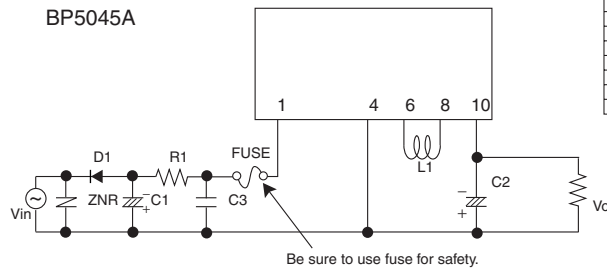 BP5045A
1 4 6 8 10
D1 R1 FUSE
L1
C2
Vin ZNR − + C1 C3 − +
Be sure to use fuse for safety.